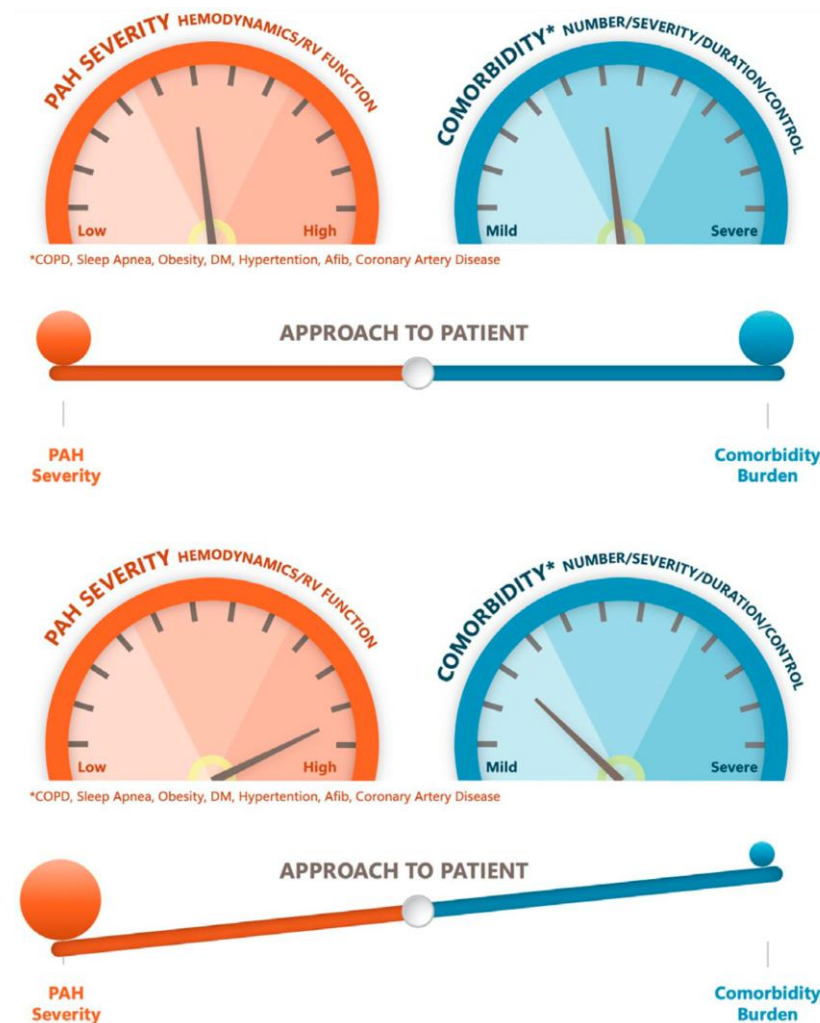 PAH SEVERITY HEMODYNAMICS/RV FUNCTION
COMORBIDITY* NUMBER/SEVERITY/DURATION/CONTROL
Low
High
Mild
Severe
*COPD, Sleep Apnea, Obesity, DM, Hypertention, Afib, Coronary Artery Disease
APPROACH TO PATIENT
PAH
Severity
Comorbidity
Burden
PAH SEVERITY HEMODYNAMICS/RV FUNCTION
COMORBIDITY* NUMBER/SEVERITY/DURATION/CONTROL
Low
High
Mild
Severe
*COPD, Sleep Apnea, Obesity, DM, Hypertention, Afib, Coronary Artery Disease
APPROACH TO PATIENT
PAH
Severity
Comorbidity
Burden